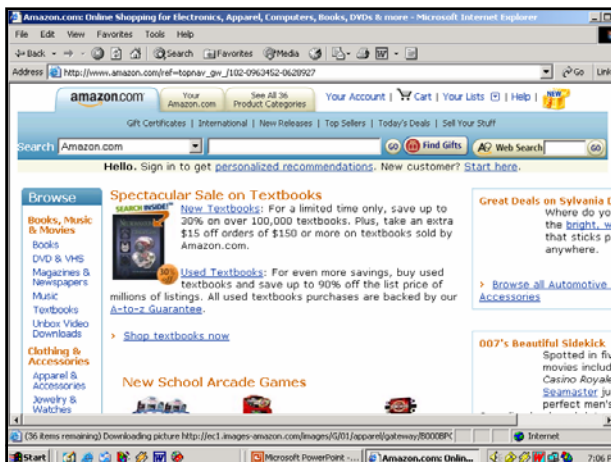 Amazon.com: Online Shopping for Electronics, Apparel, Computers, Books, DVDs & more - Microsoft Internet Explorer
File Edit View Favorites Tools Help
Back Search Favorites Media
Address http://www.amazon.com/ref=topnav_gw_/102-0963452-0628927 Go Link
amazon.com Your Amazon.com See All 36 Product Categories Your Account | Cart | Your Lists | Help | NEW
Gift Certificates | International | New Releases | Top Sellers | Today's Deals | Sell Your Stuff
Search Amazon.com GO Find Gifts A9 Web Search GO
Hello. Sign in to get personalized recommendations. New customer? Start here.
Browse
Books, Music
& Movies
Books
DVD & VHS
Magazines &
Newspapers
Music
Textbooks
Unbox Video
Downloads
Clothing &
Accessories
Apparel &
Accessories
Jewelry &
Watches
Spectacular Sale on Textbooks
SEARCH INSIDE!
30% off
New Textbooks: For a limited time only, save up to
30% on over 100,000 textbooks. Plus, take an extra
$15 off orders of $150 or more on textbooks sold by
Amazon.com.
Used Textbooks: For even more savings, buy used
textbooks and save up to 90% off the list price of
millions of listings. All used textbooks purchases are backed by our
A-to-z Guarantee.
Shop textbooks now
New School Arcade Games
Great Deals on Sylvania
Where do yo
the bright, w
that sticks p
anywhere.
Browse all Automotive
Accessories
007's Beautiful Sidekick
Spotted in fiv
movies includ
Casino Royale
Seamaster ju
perfect men's
(36 items remaining) Downloading picture http://ec1.images-amazon.com/images/G/01/apparel/gateway/B000BP Internet
Start Microsoft PowerPoint - ... Amazon.com: Onlin... 7:06